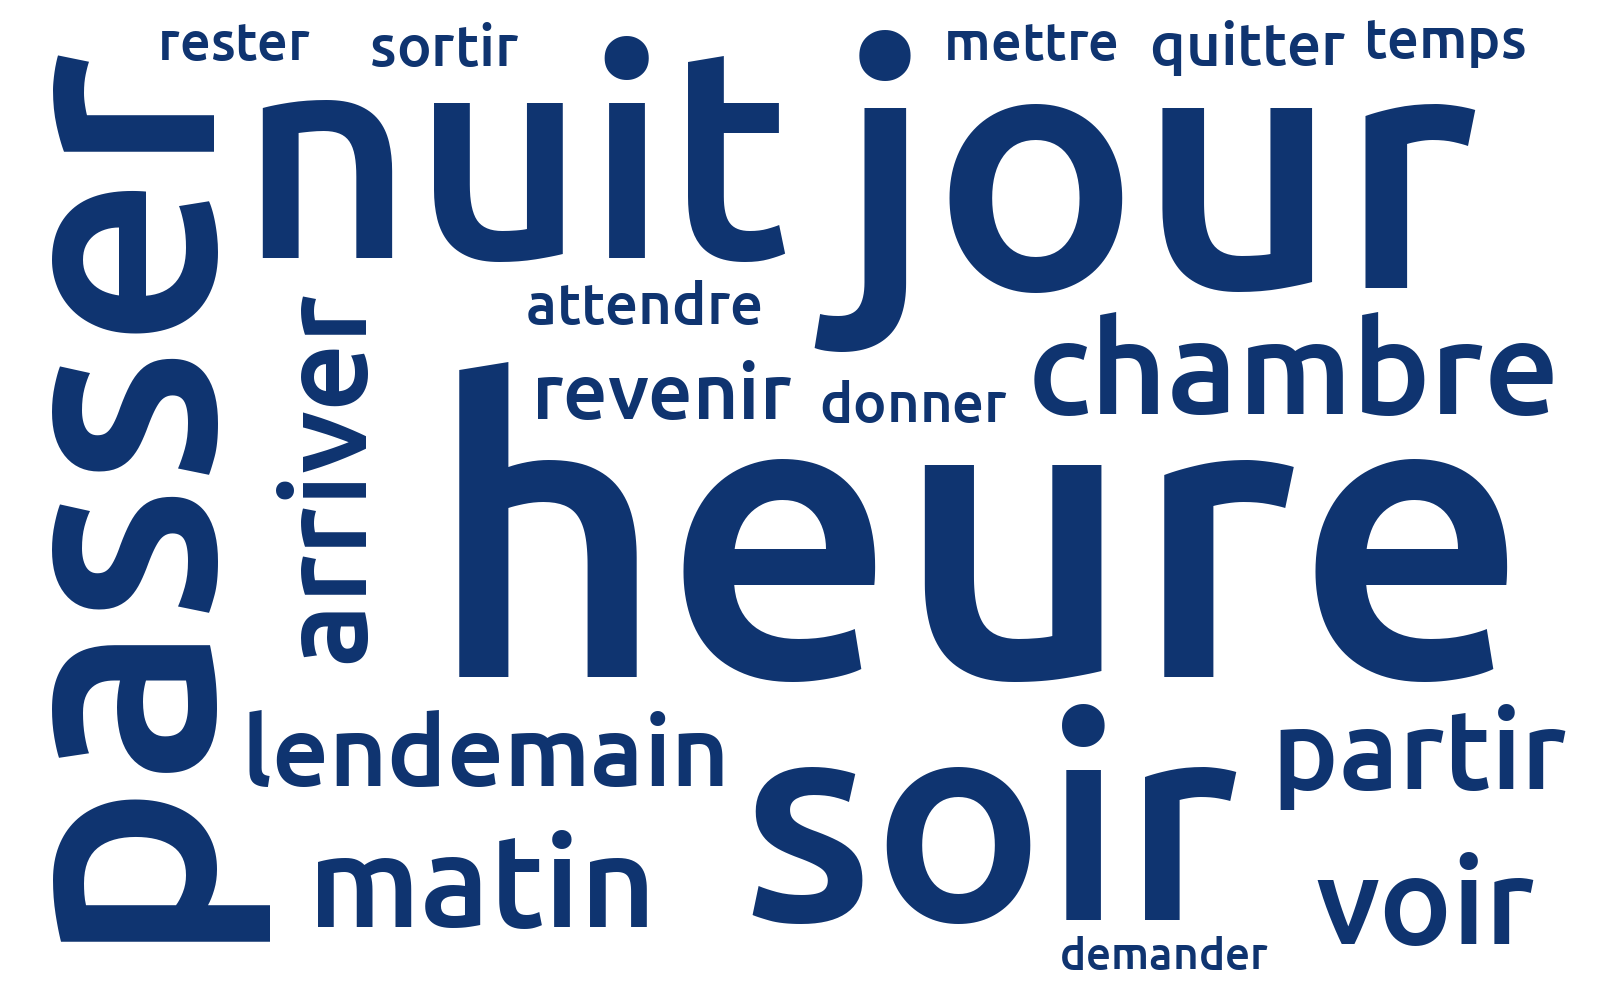 rester
sortir
mettre
quitter
temps
passer
nuit
jour
attendre
arriver
revenir
donner
chambre
heure
lendemain
soir
partir
matin
voir
demander